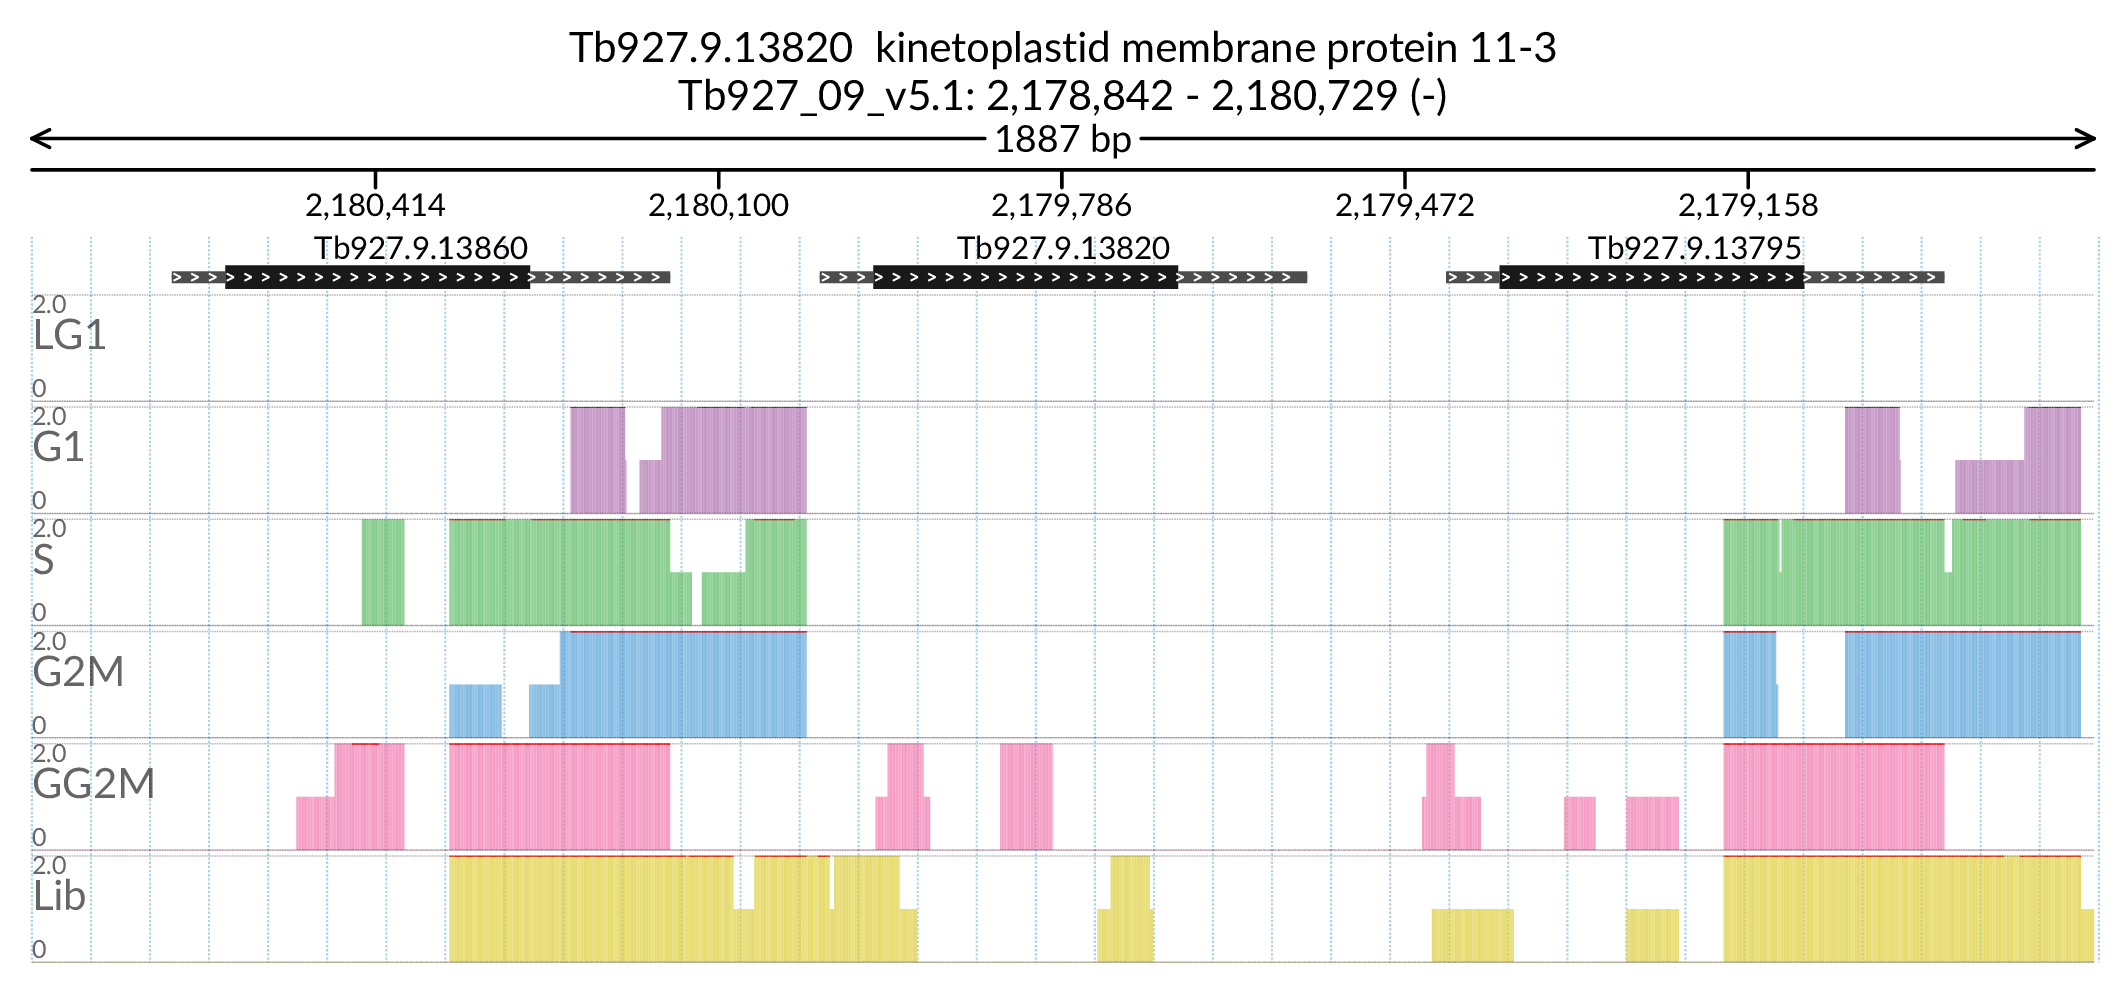 Tb927.9.13820  kinetoplastid membrane protein 11-3
Tb927_09_v5.1: 2,178,842 - 2,180,729 (-)
1887 bp
2,180,414 2,180,100 2,179,786 2,179,472 2,179,158
Tb927.9.13860 Tb927.9.13820 Tb927.9.13795
2.0
LG1
0
2.0
G1
0
2.0
S
0
2.0
G2M
0
2.0
GG2M
0
2.0
Lib
0